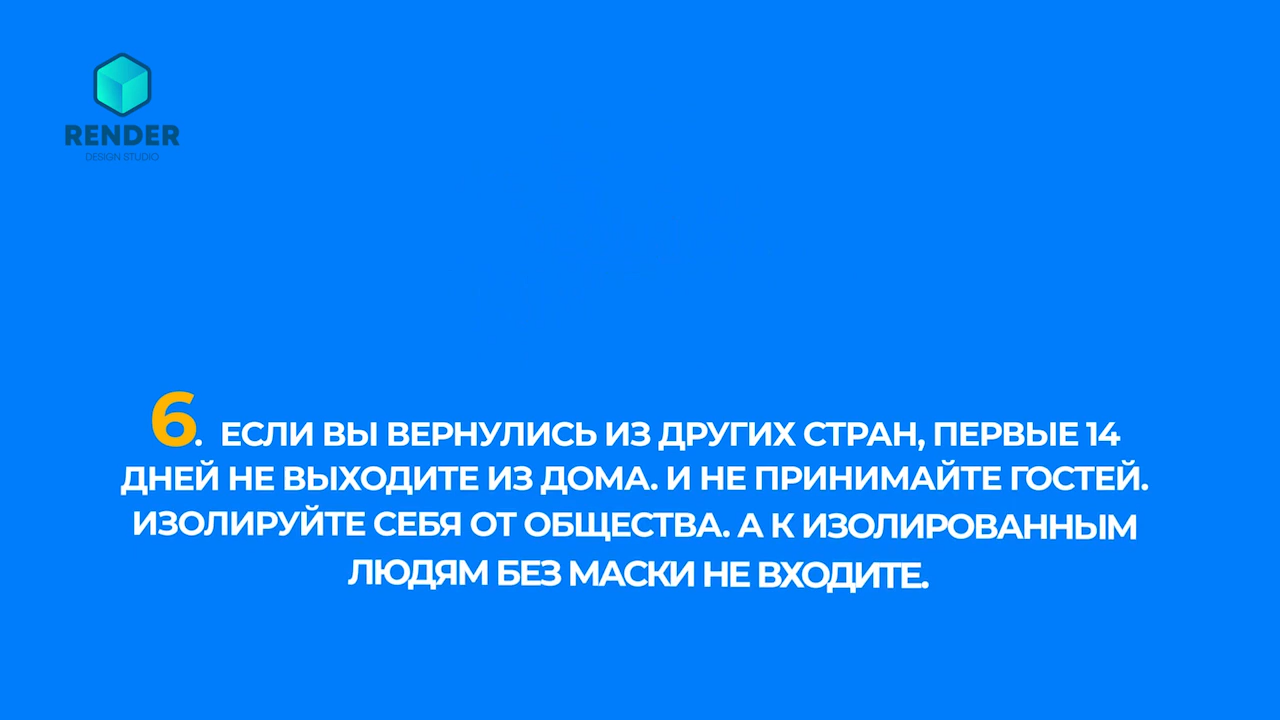 RENDER
DESIGN STUDIO
6. ЕСЛИ ВЫ ВЕРНУЛИСЬ ИЗ ДРУГИХ СТРАН, ПЕРВЫЕ 14
ДНЕЙ НЕ ВЫХОДИТЕ ИЗ ДОМА. И НЕ ПРИНИМАЙТЕ ГОСТЕЙ.
ИЗОЛИРУЙТЕ СЕБЯ ОТ ОБЩЕСТВА. А К ИЗОЛИРОВАННЫМ
ЛЮДЯМ БЕЗ МАСКИ НЕ ВХОДИТЕ.